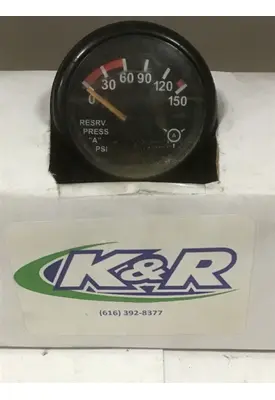 0 30 60 90 120 150
RESRV
PRESS
"A"
PSI
A
K&R
(616) 392-8377